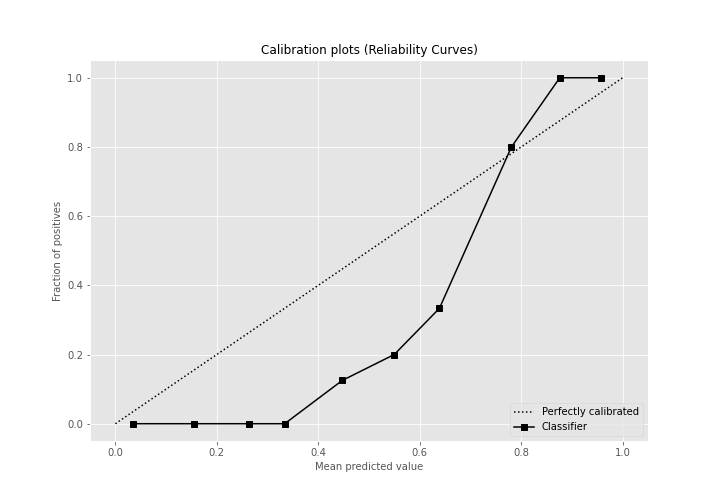 Calibration plots (Reliability Curves)
1.0
0.8
0.6
0.4
0.2
0.0
Fraction of positives
0.0 0.2 0.4 0.6 0.8 1.0
Mean predicted value
Perfectly calibrated
Classifier